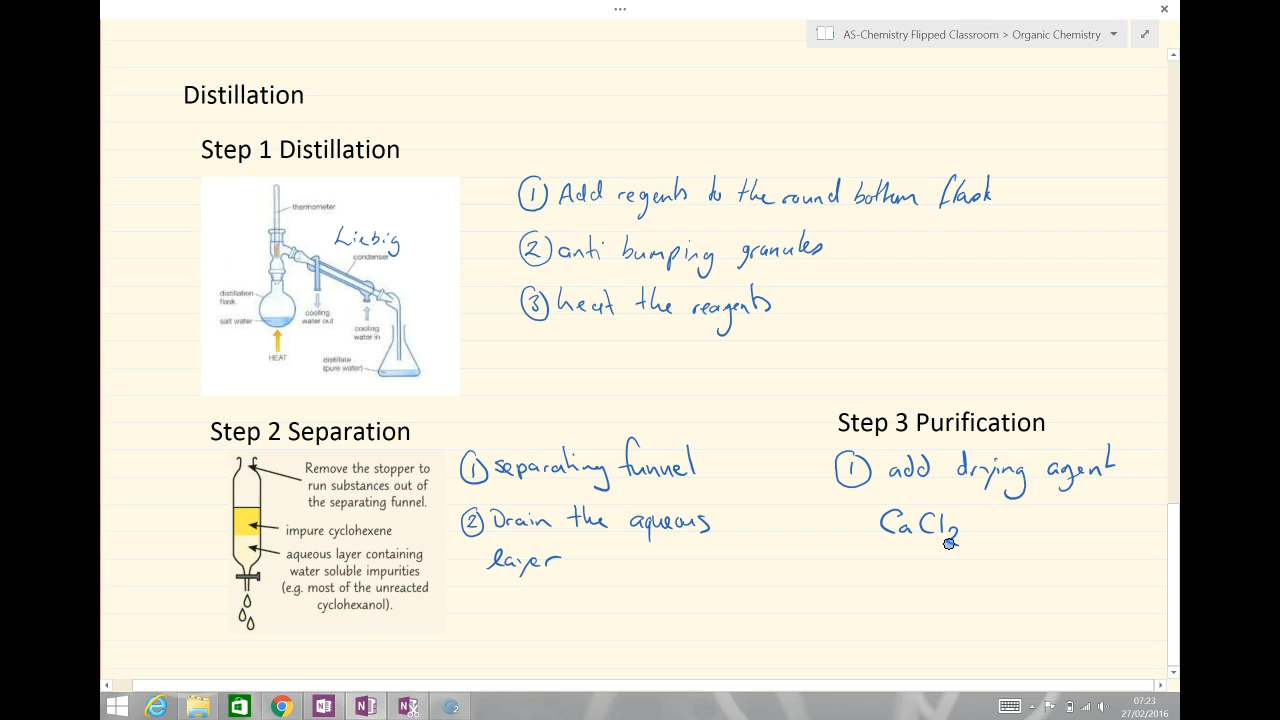 ...
AS-Chemistry Flipped Classroom > Organic Chemistry
Distillation
Step 1 Distillation
thermometer
Liebig
condenser
distillation
flask
salt water
cooling
water out
cooling
water in
HEAT
distillate
(pure water)
① Add regents to the round bottom flask
② anti bumping granules
③ heat the reagents
Step 2 Separation
Remove the stopper to
run substances out of
the separating funnel.
impure cyclohexene
aqueous layer containing
water soluble impurities
(e.g. most of the unreacted
cyclohexanol).
① separating funnel
② Drain the aqueous
layer
Step 3 Purification
① add drying agent
CaCl2
07:23
27/02/2016